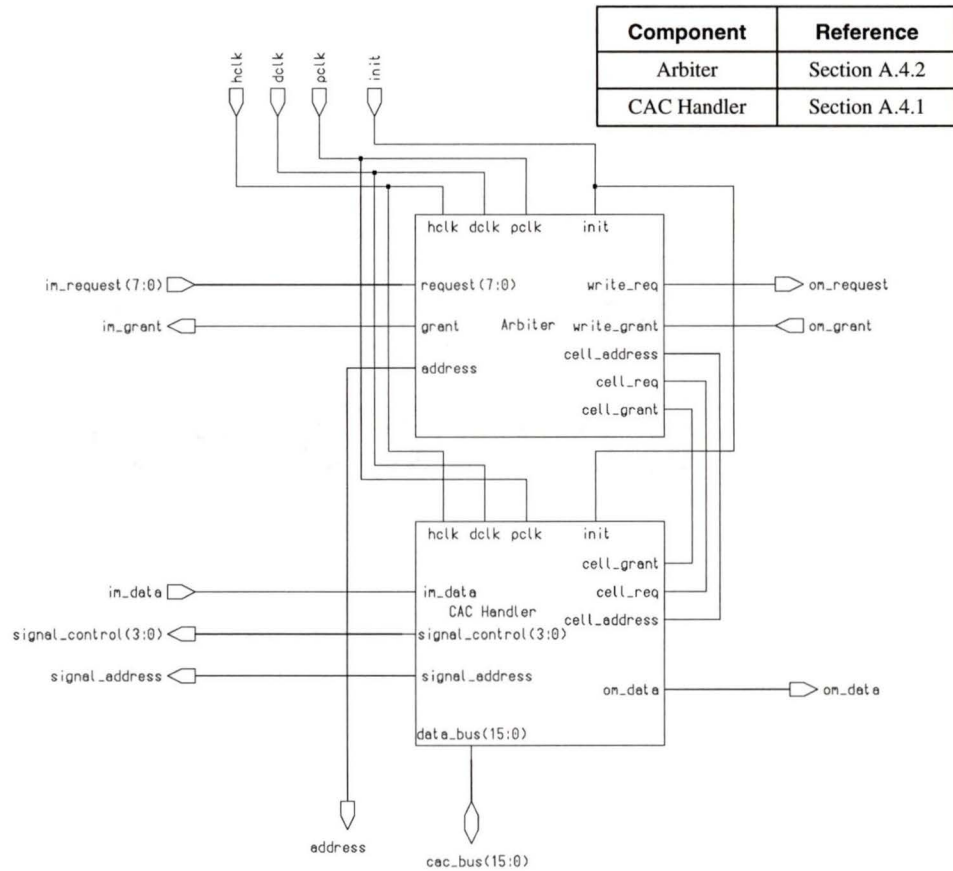 Component Reference
Arbiter Section A.4.2
CAC Handler Section A.4.1
hclk dclk pclk init
hclk dclk pclk init
im_request(7:0) request(7:0) write_req om_request
im_grant grant Arbiter write_grant om_grant
cell_address
address
cell_req
cell_grant
hclk dclk pclk init
cell_grant
im_data im_data cell_req
CAC Handler
cell_address
signal_control(3:0) signal_control(3:0)
signal_address signal_address
om_data om_data
data_bus(15:0)
address
cac_bus(15:0)